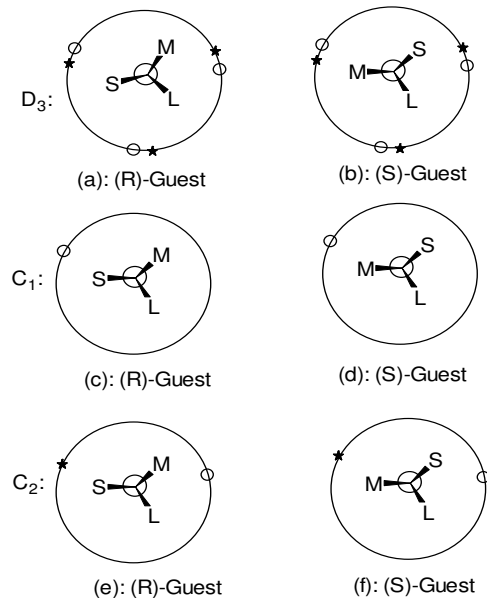 M M S
S L L
D₃:
(a): (R)-Guest (b): (S)-Guest
C₁: S M L M S L
(c): (R)-Guest (d): (S)-Guest
C₂: S M L M S L
(e): (R)-Guest (f): (S)-Guest